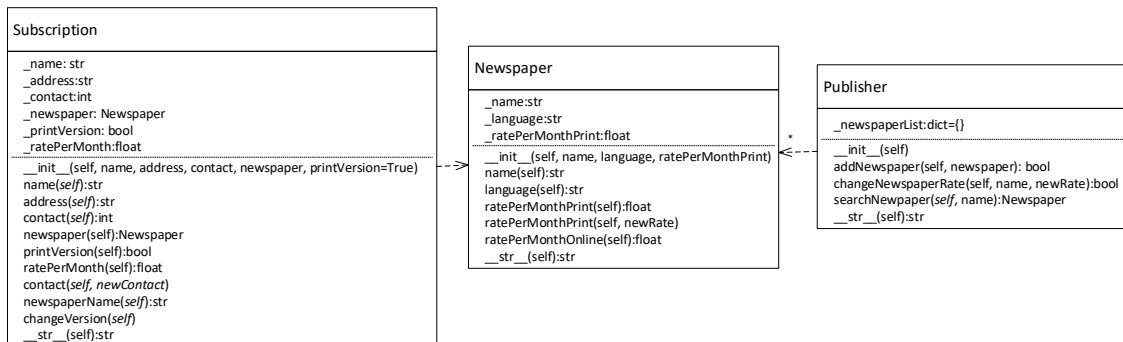 Subscription
_name: str
_address:str
_contact:int
_newspaper: Newspaper
_printVersion: bool
_ratePerMonth:float
__init__(self, name, address, contact, newspaper, printVersion=True)
name(self):str
address(self):str
contact(self):int
newspaper(self):Newspaper
printVersion(self):bool
ratePerMonth(self):float
contact(self, newContact)
newspaperName(self):str
changeVersion(self)
__str__(self):str
Newspaper
_name:str
_language:str
_ratePerMonthPrint:float
__init__(self, name, language, ratePerMonthPrint)
name(self):str
language(self):str
ratePerMonthPrint(self):float
ratePerMonthPrint(self, newRate)
ratePerMonthOnline(self):float
__str__(self):str
*
Publisher
_newspaperList:dict={}
__init__(self)
addNewspaper(self, newspaper): bool
changeNewspaperRate(self, name, newRate):bool
searchNewpaper(self, name):Newspaper
__str__(self):str